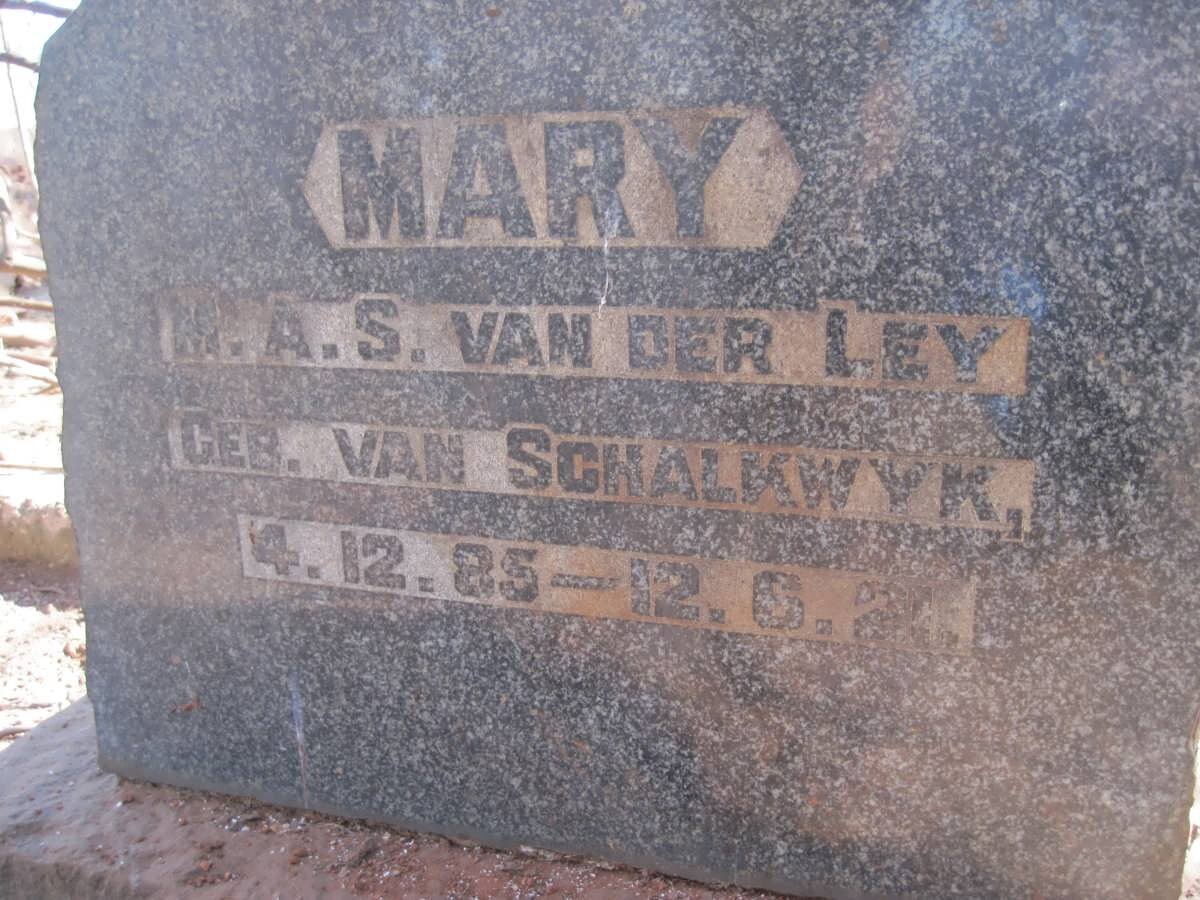 MARY
M. A. S. VAN DER LEY
GEB. VAN SCHALKWYK,
4. 12. 85 — 12. 6.